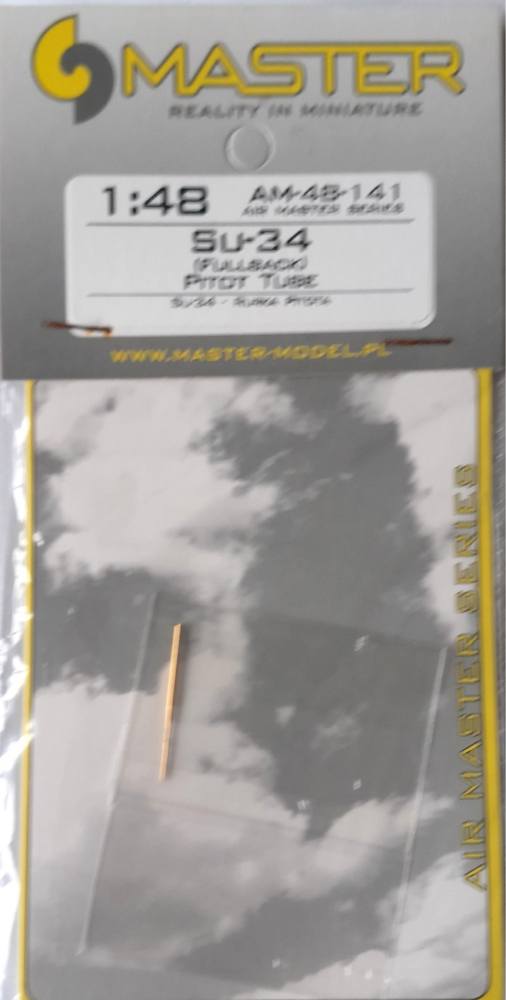 MASTER
REALITY IN MINIATURE
1:48
AM-48-141
AIR MASTER SERIES
Su-34
(FULLBACK)
PITOT TUBE
Su-34 - RURKA PITOTA
WWW.MASTER-MODEL.PL
AIR MASTER SERIES